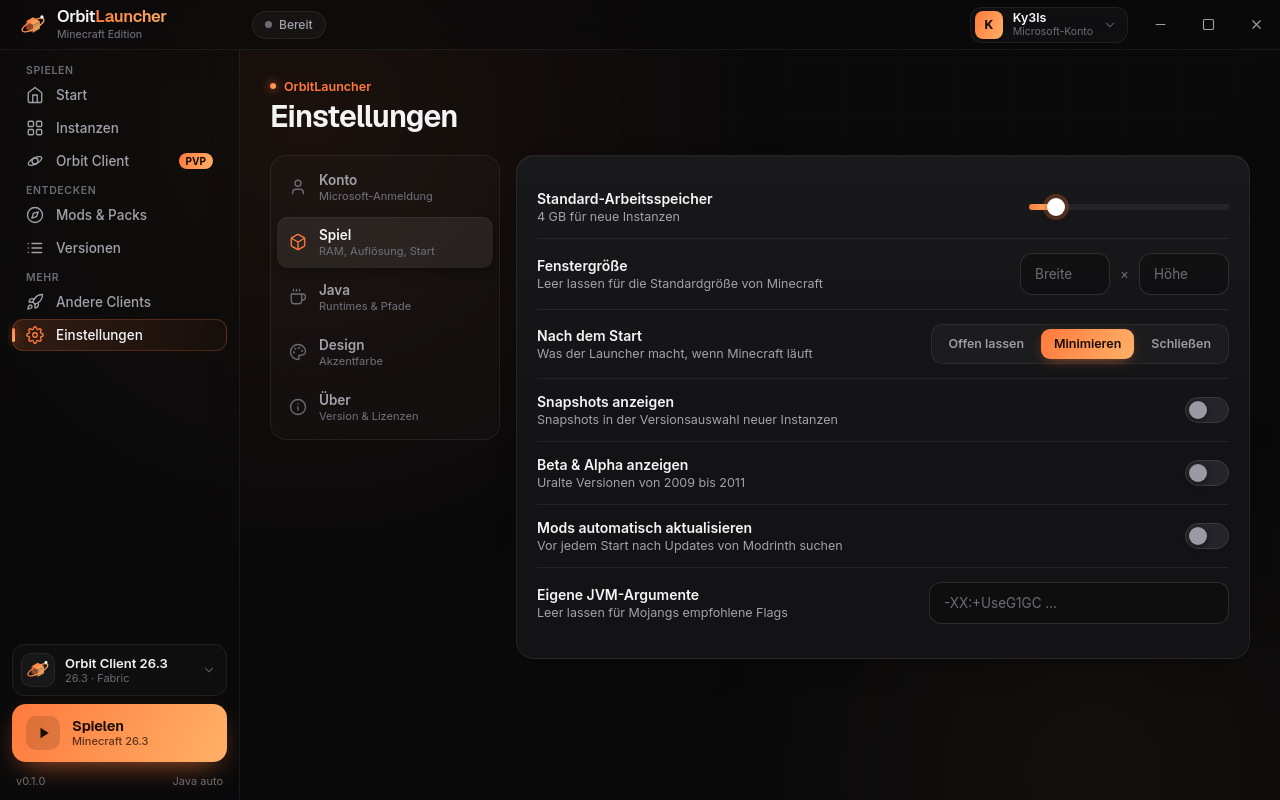 OrbitLauncher
Minecraft Edition
Bereit
K
Ky3ls
Microsoft-Konto
SPIELEN
Start
Instanzen
Orbit Client
PVP
ENTDECKEN
Mods & Packs
Versionen
MEHR
Andere Clients
Einstellungen
Orbit Client 26.3
26.3 · Fabric
Spielen
Minecraft 26.3
v0.1.0
Java auto
OrbitLauncher
Einstellungen
Konto
Microsoft-Anmeldung
Spiel
RAM, Auflösung, Start
Java
Runtimes & Pfade
Design
Akzentfarbe
Über
Version & Lizenzen
Standard-Arbeitsspeicher
4 GB für neue Instanzen
Fenstergröße
Leer lassen für die Standardgröße von Minecraft
Breite × Höhe
Nach dem Start
Was der Launcher macht, wenn Minecraft läuft
Offen lassen Minimieren Schließen
Snapshots anzeigen
Snapshots in der Versionsauswahl neuer Instanzen
Beta & Alpha anzeigen
Uralte Versionen von 2009 bis 2011
Mods automatisch aktualisieren
Vor jedem Start nach Updates von Modrinth suchen
Eigene JVM-Argumente
Leer lassen für Mojangs empfohlene Flags
-XX:+UseG1GC ...